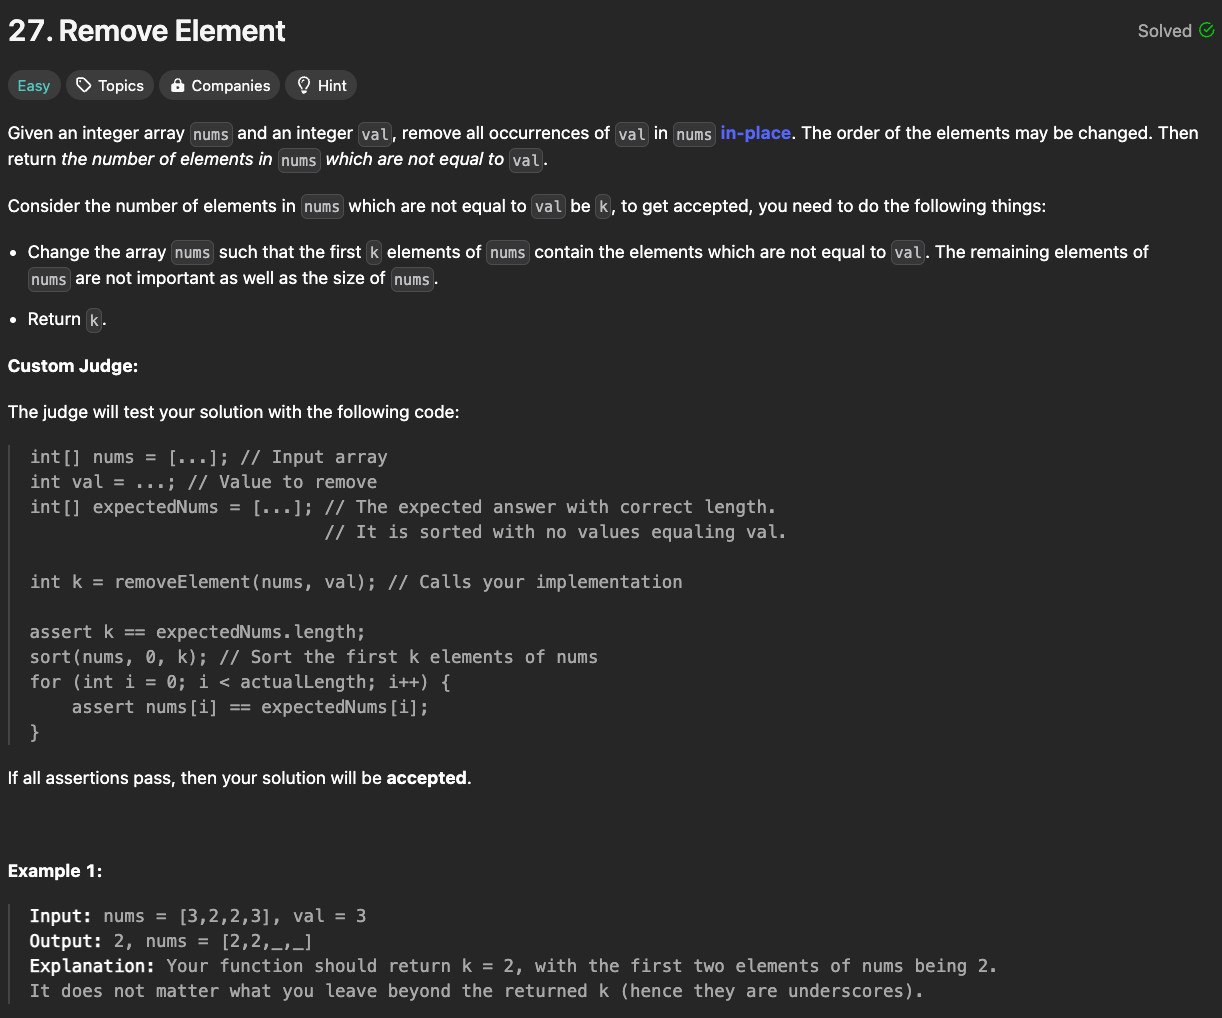 27. Remove Element
Solved
Easy Topics Companies Hint
Given an integer array nums and an integer val, remove all occurrences of val in nums in-place. The order of the elements may be changed. Then
return the number of elements in nums which are not equal to val.
Consider the number of elements in nums which are not equal to val be k, to get accepted, you need to do the following things:
• Change the array nums such that the first k elements of nums contain the elements which are not equal to val. The remaining elements of
nums are not important as well as the size of nums.
• Return k.
Custom Judge:
The judge will test your solution with the following code:
int[] nums = [...]; // Input array
int val = ...; // Value to remove
int[] expectedNums = [...]; // The expected answer with correct length.
// It is sorted with no values equaling val.
int k = removeElement(nums, val); // Calls your implementation
assert k == expectedNums.length;
sort(nums, 0, k); // Sort the first k elements of nums
for (int i = 0; i < actualLength; i++) {
    assert nums[i] == expectedNums[i];
}
If all assertions pass, then your solution will be accepted.
Example 1:
Input: nums = [3,2,2,3], val = 3
Output: 2, nums = [2,2,_,_]
Explanation: Your function should return k = 2, with the first two elements of nums being 2.
It does not matter what you leave beyond the returned k (hence they are underscores).